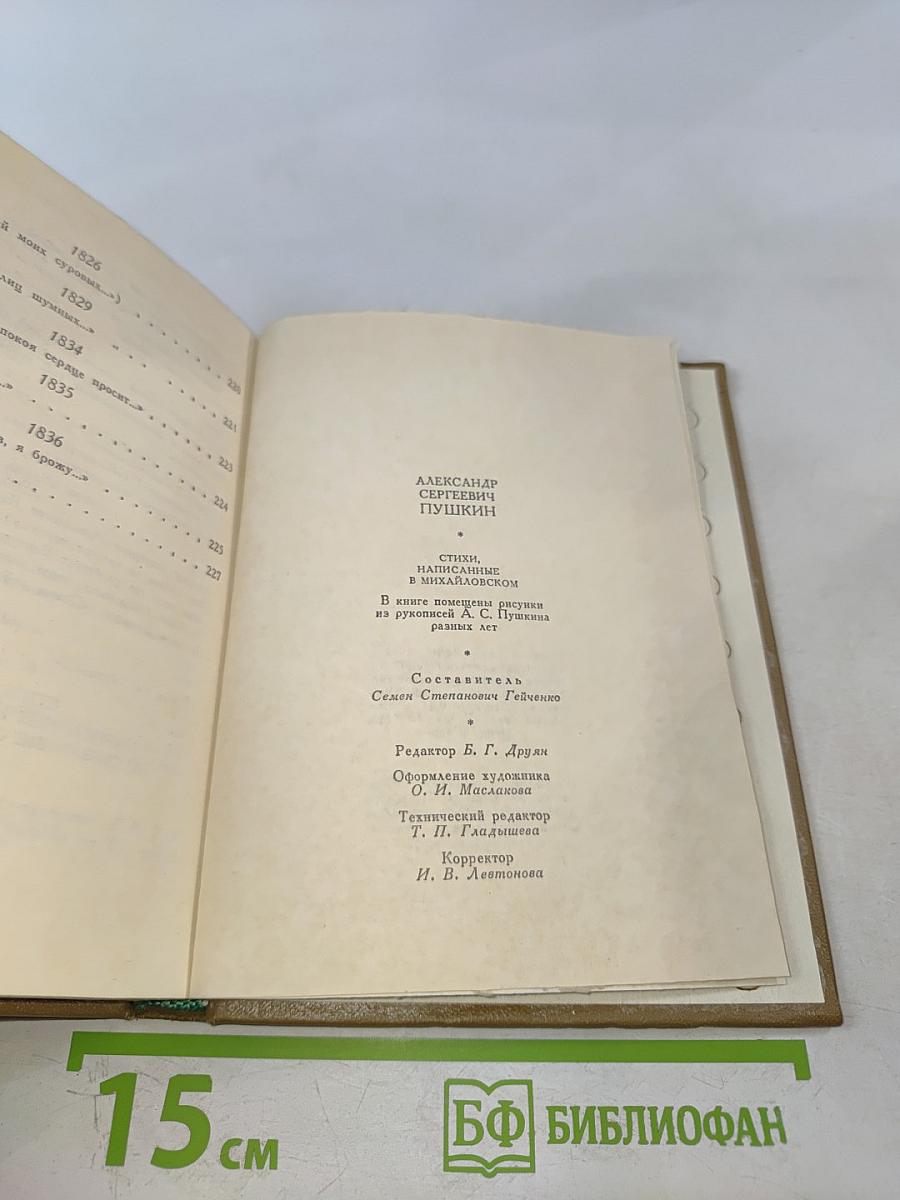 1826
й моих суровых...») . . . . . . . 220
1829
лиц шумных...» . . . . . . . 221
1834
покоя сердце просит...» . . . . . . 223
1835
...» . . . . . . . . . . 224
1836
я брожу...» . . . . . . . . 225
. . . . . . . . . . . 227
АЛЕКСАНДР
СЕРГЕЕВИЧ
ПУШКИН
*
СТИХИ,
НАПИСАННЫЕ
В МИХАЙЛОВСКОМ
В книге помещены рисунки
из рукописей А. С. Пушкина
разных лет
*
Составитель
Семен Степанович Гейченко
*
Редактор Б. Г. Друян
Оформление художника
О. И. Маслакова
Технический редактор
Т. П. Гладышева
Корректор
И. В. Левтонова
15 см
БФ БИБЛИОФАН